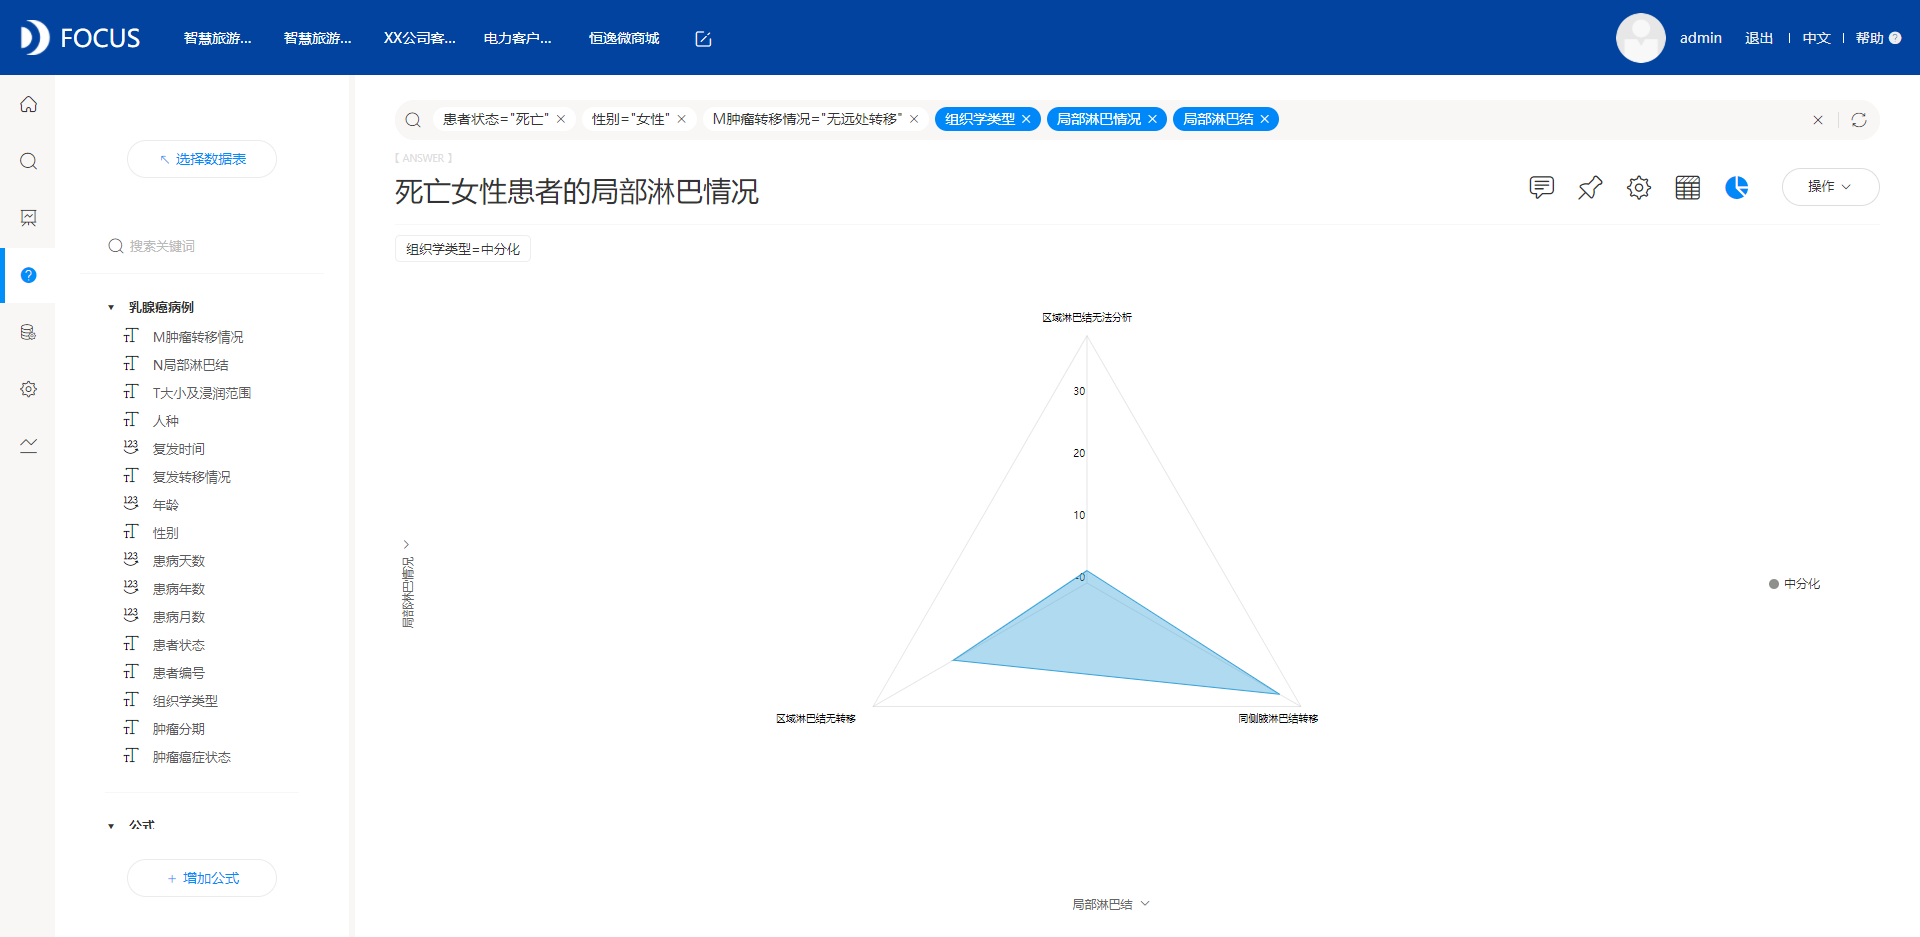 FOCUS 智慧旅游... 智慧旅游... XX公司客... 电力客户... 恒逸微商城 admin 退出 中文 帮助 ?
选择数据表
搜索关键词
乳腺癌病例
M肿瘤转移情况
N局部淋巴结
T大小及浸润范围
人种
123 复发时间
复发转移情况
123 年龄
性别
123 患病天数
123 患病年数
123 患病月数
患者状态
患者编号
组织学类型
肿瘤分期
肿瘤癌症状态
公式
+ 增加公式
患者状态="死亡" × 性别="女性" × M肿瘤转移情况="无远处转移" × 组织学类型 × 局部淋巴情况 × 局部淋巴结 ×
【 ANSWER 】
死亡女性患者的局部淋巴情况
操作
组织学类型=中分化
区域淋巴结无法分析
30
20
10
-0
局部淋巴情况
中分化
区域淋巴结无转移
同侧腋淋巴结转移
局部淋巴结